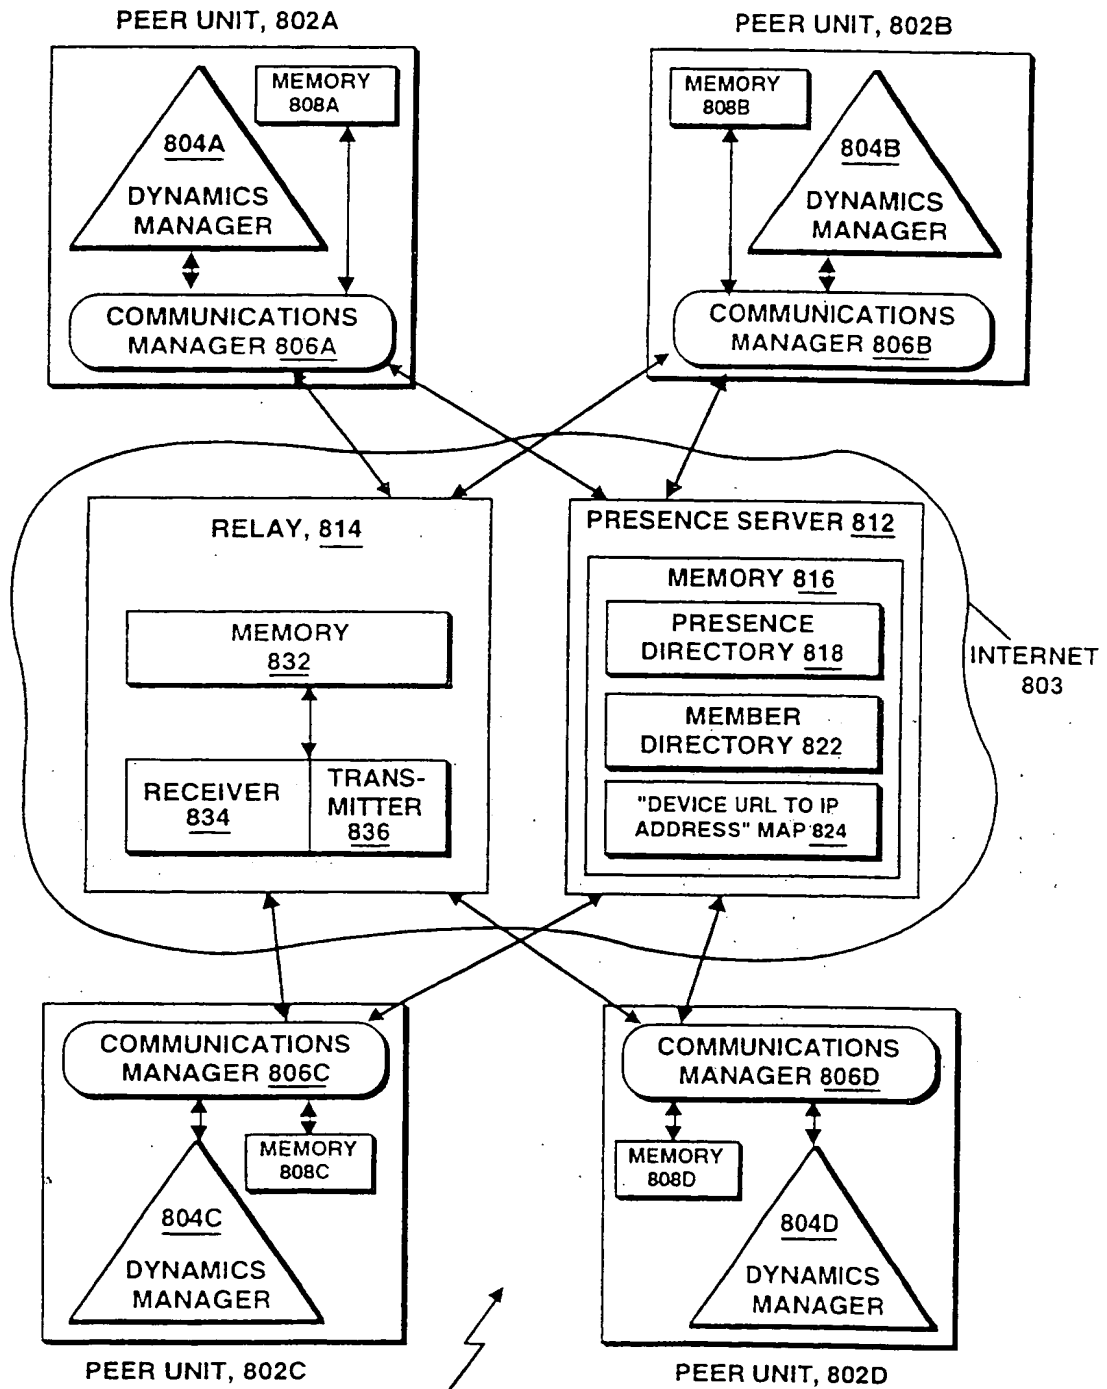 PEER UNIT, 802A
PEER UNIT, 802B
MEMORY
808A
804A
DYNAMICS
MANAGER
COMMUNICATIONS
MANAGER 806A
MEMORY
808B
804B
DYNAMICS
MANAGER
COMMUNICATIONS
MANAGER 806B
RELAY, 814
MEMORY
832
RECEIVER
834
TRANS-
MITTER
836
PRESENCE SERVER 812
MEMORY 816
PRESENCE
DIRECTORY 818
MEMBER
DIRECTORY 822
"DEVICE URL TO IP
ADDRESS" MAP 824
INTERNET
803
COMMUNICATIONS
MANAGER 806C
MEMORY
808C
804C
DYNAMICS
MANAGER
PEER UNIT, 802C
COMMUNICATIONS
MANAGER 806D
MEMORY
808D
804D
DYNAMICS
MANAGER
PEER UNIT, 802D